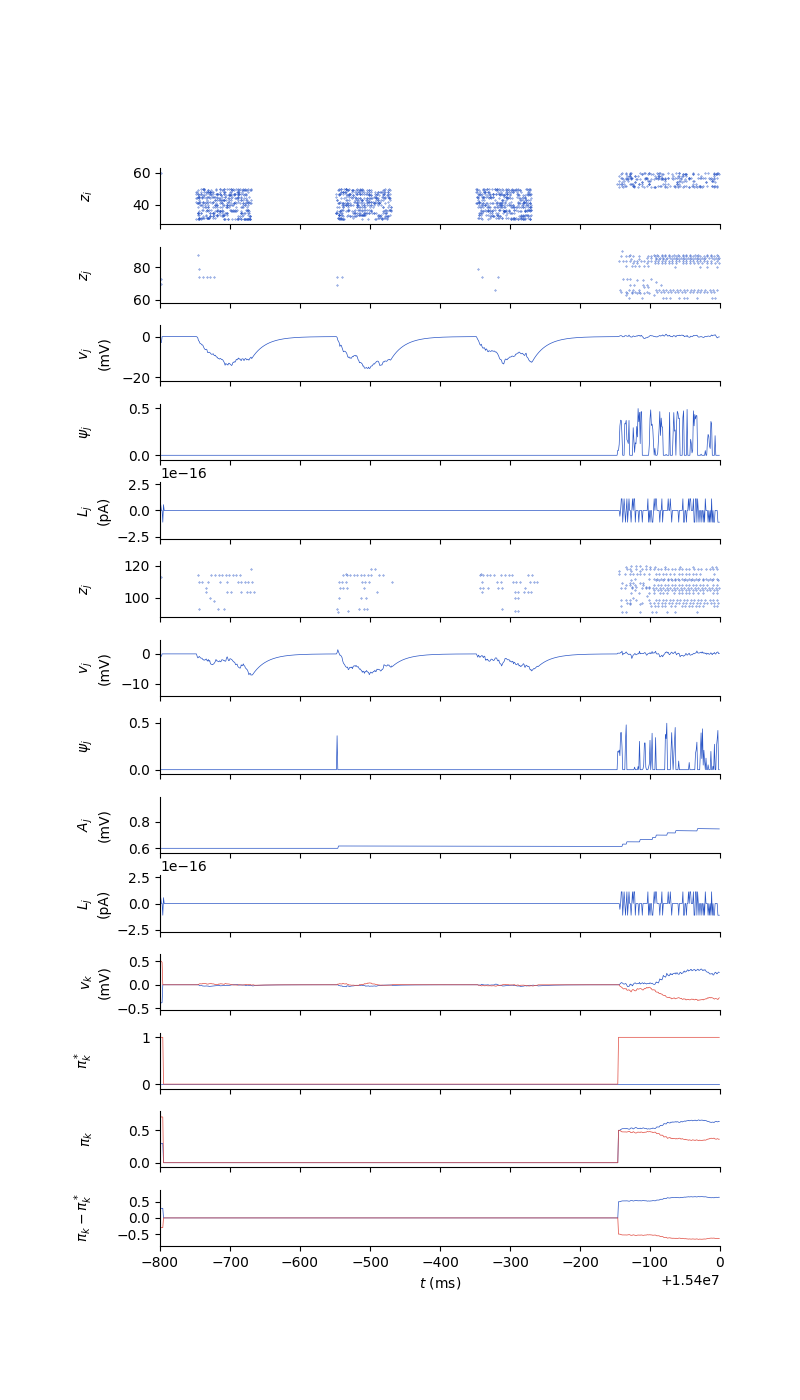 60
40
z_i
80
60
z_j
0
−20
v_j
(mV)
0.5
0.0
ψ_j
1e−16
2.5
0.0
−2.5
L_j
(pA)
120
100
z_j
0
−10
v_j
(mV)
0.5
0.0
ψ_j
0.8
0.6
A_j
(mV)
1e−16
2.5
0.0
−2.5
L_j
(pA)
0.5
0.0
−0.5
v_k
(mV)
1
0
π_k^*
0.5
0.0
π_k
0.5
0.0
−0.5
π_k − π_k^*
−800 −700 −600 −500 −400 −300 −200 −100 0
t (ms)
+1.54e7